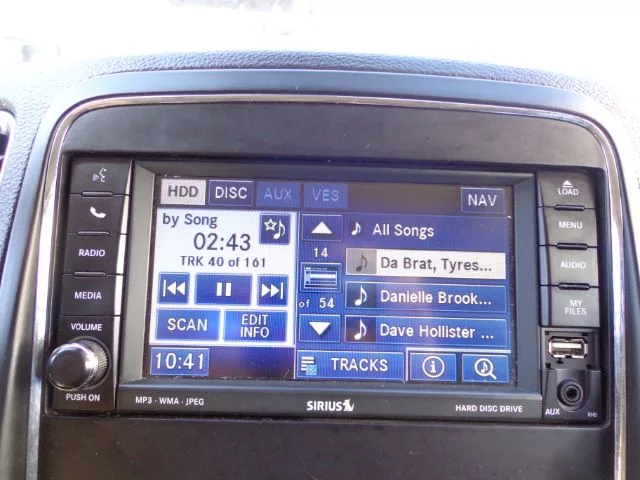 HDD DISC AUX VES NAV
by Song
02:43
TRK 40 of 161
SCAN EDIT INFO
10:41
14
of 54
All Songs
Da Brat, Tyres...
Danielle Brook...
Dave Hollister ...
TRACKS
RADIO
MEDIA
VOLUME
PUSH ON
LOAD
MENU
AUDIO
MY FILES
AUX
RHB
MP3 · WMA · JPEG
SIRIUS
HARD DISC DRIVE